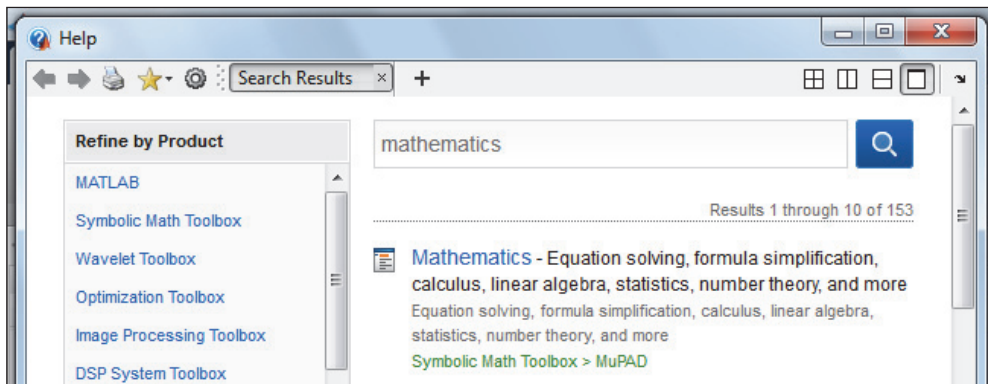 Help
Search Results
Refine by Product
MATLAB
Symbolic Math Toolbox
Wavelet Toolbox
Optimization Toolbox
Image Processing Toolbox
DSP System Toolbox
mathematics
Results 1 through 10 of 153
Mathematics - Equation solving, formula simplification,
calculus, linear algebra, statistics, number theory, and more
Equation solving, formula simplification, calculus, linear algebra,
statistics, number theory, and more
Symbolic Math Toolbox > MuPAD